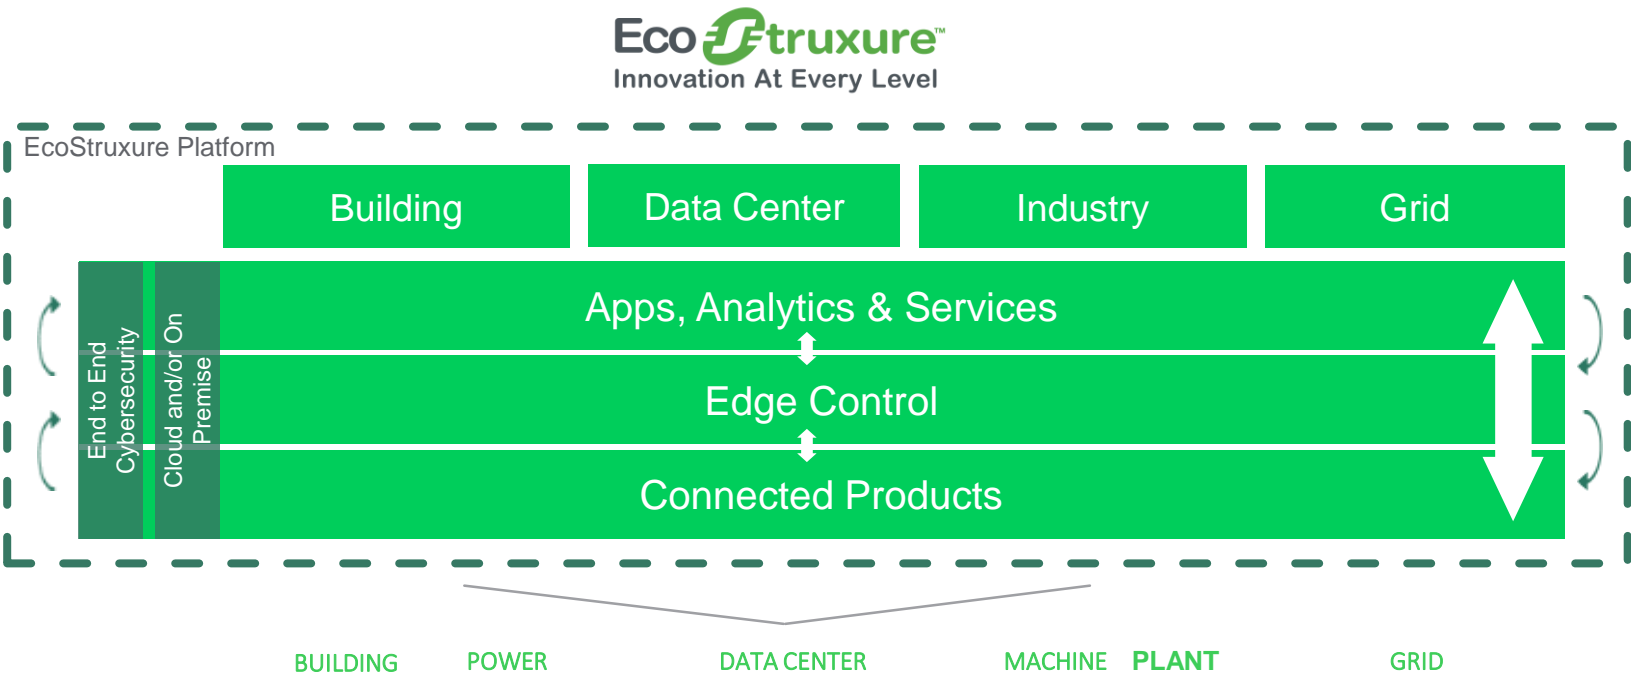 EcoStruxure™
Innovation At Every Level
EcoStruxure Platform
Building
Data Center
Industry
Grid
End to End
Cybersecurity
Cloud and/or On
Premise
Apps, Analytics & Services
Edge Control
Connected Products
BUILDING
POWER
DATA CENTER
MACHINE
PLANT
GRID